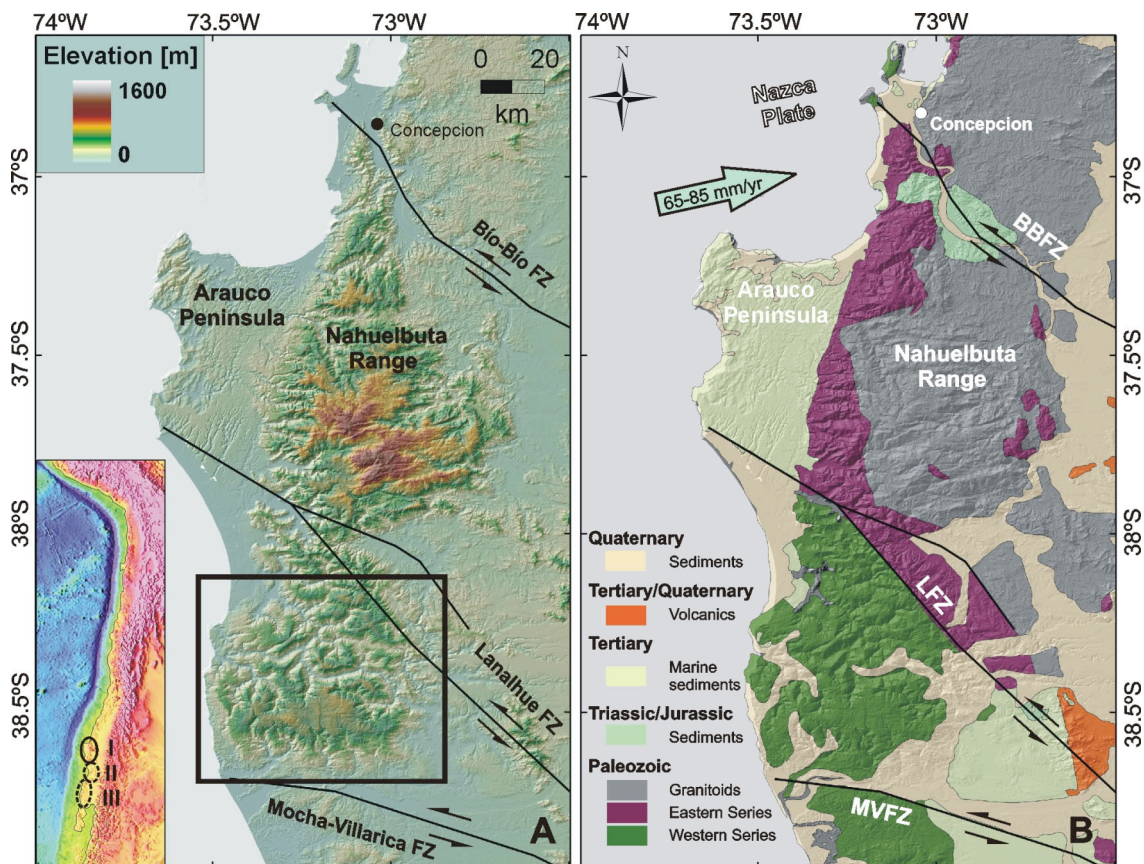 74ºW
73.5ºW
73ºW
Elevation [m]
1600
0
0
20
km
Concepcion
37ºS
Bío-Bío FZ
Arauco
Peninsula
Nahuelbuta
Range
37.5ºS
38ºS
Lanalhue FZ
38.5ºS
I
II
III
Mocha-Villarica FZ
A
73.5ºW
73ºW
N
Nazca
Plate
Concepcion
65-85 mm/yr
37ºS
BBFZ
Arauco
Peninsula
Nahuelbuta
Range
37.5ºS
38ºS
Quaternary
Sediments
Tertiary/Quaternary
Volcanics
Tertiary
Marine
sediments
Triassic/Jurassic
Sediments
Paleozoic
Granitoids
Eastern Series
Western Series
LFZ
38.5ºS
MVFZ
B